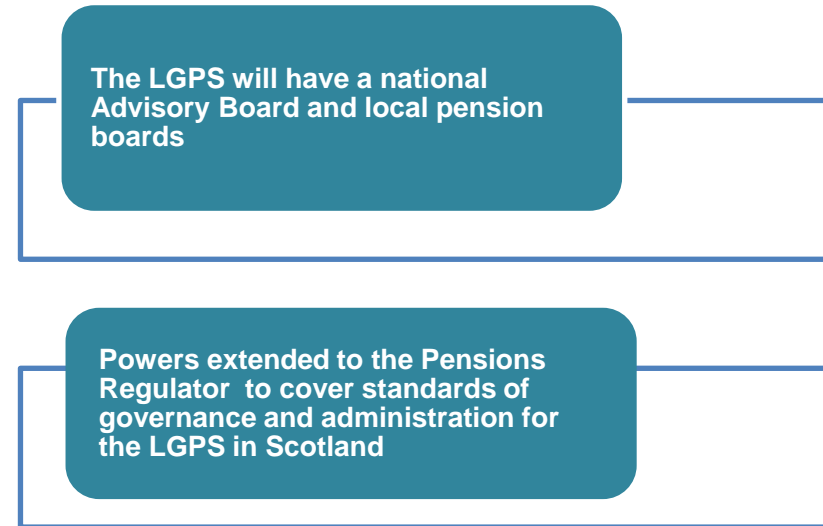 The LGPS will have a national
Advisory Board and local pension
boards
Powers extended to the Pensions
Regulator  to cover standards of
governance and administration for
the LGPS in Scotland